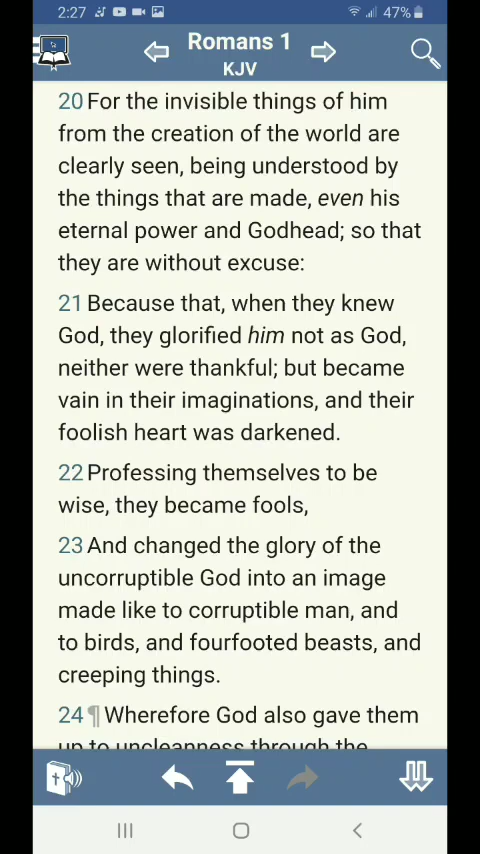 2:27
47%
Romans 1
KJV
20 For the invisible things of him
from the creation of the world are
clearly seen, being understood by
the things that are made, even his
eternal power and Godhead; so that
they are without excuse:
21 Because that, when they knew
God, they glorified him not as God,
neither were thankful; but became
vain in their imaginations, and their
foolish heart was darkened.
22 Professing themselves to be
wise, they became fools,
23 And changed the glory of the
uncorruptible God into an image
made like to corruptible man, and
to birds, and fourfooted beasts, and
creeping things.
24 ¶ Wherefore God also gave them
up to uncleanness through the